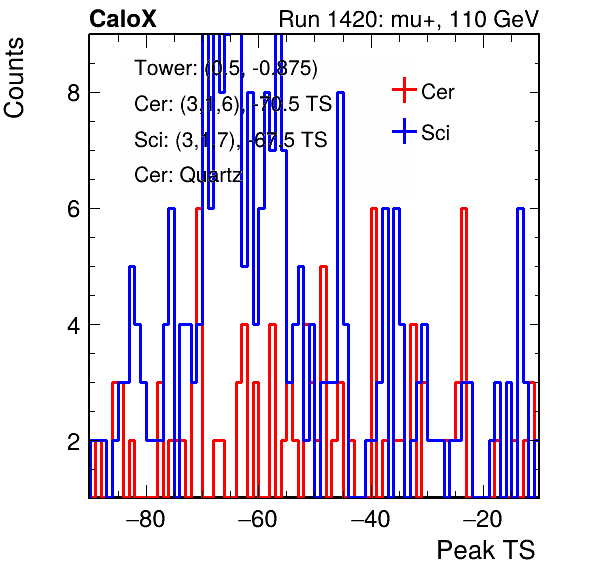 CaloX Run 1420: mu+, 110 GeV
Counts
Tower: (0.5, -0.875)
Cer: (3,1,6), -70.5 TS
Sci: (3,1,7), -67.5 TS
Cer: Quartz
Cer
Sci
8
6
4
2
−80 −60 −40 −20
Peak TS